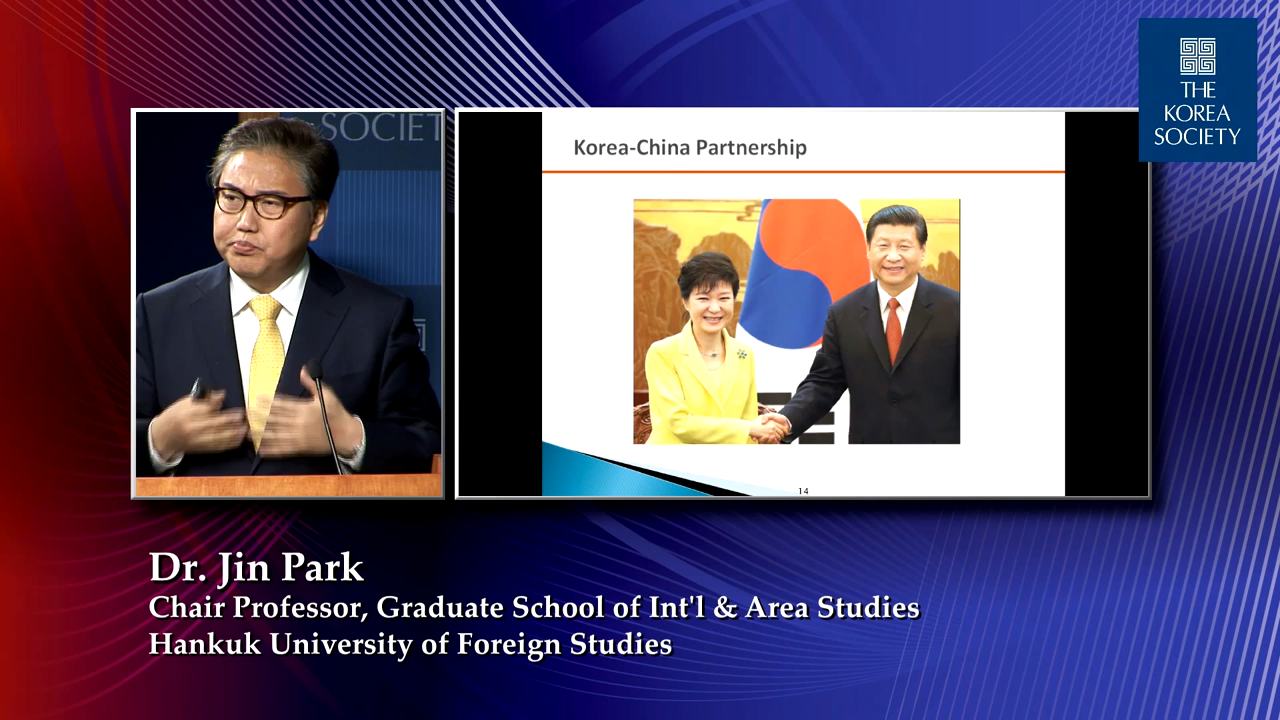 SOCIET
Korea-China Partnership
14
THE
KOREA
SOCIETY
Dr. Jin Park
Chair Professor, Graduate School of Int'l & Area Studies
Hankuk University of Foreign Studies